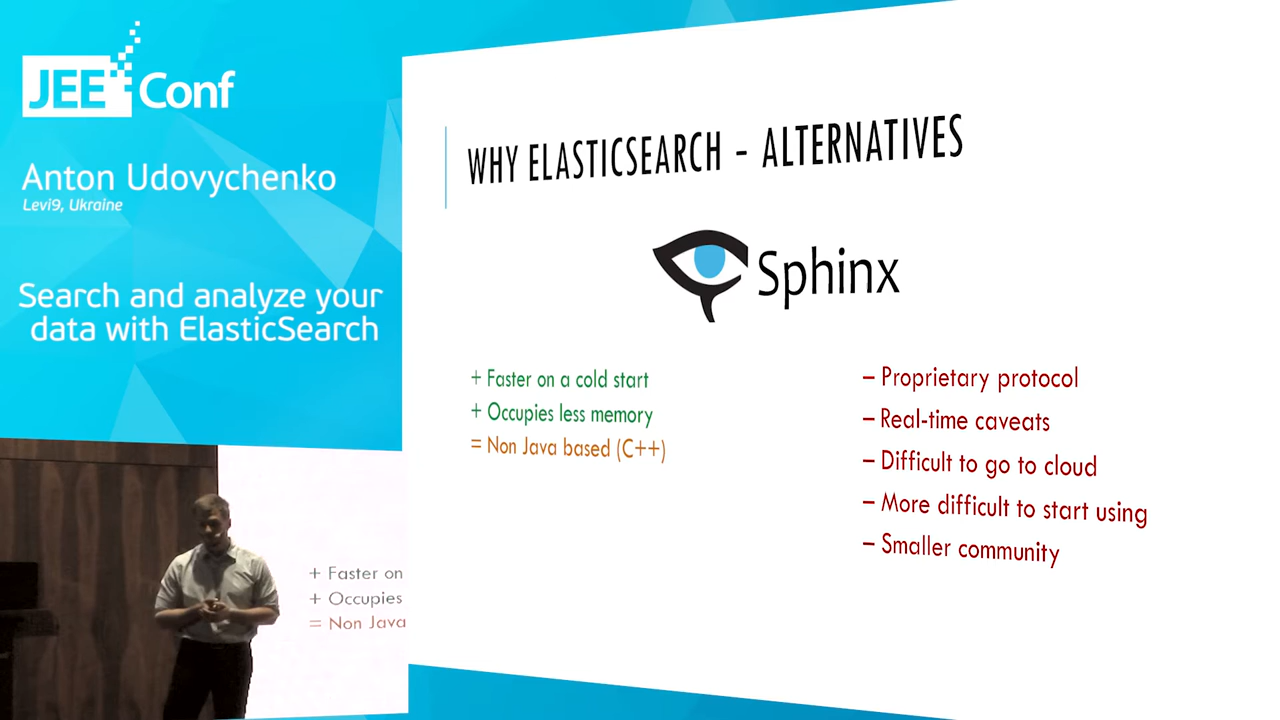 JEE Conf
Anton Udovychenko
Levi9, Ukraine
Search and analyze your
data with ElasticSearch
WHY ELASTICSEARCH - ALTERNATIVES
Sphinx
+ Faster on a cold start
+ Occupies less memory
= Non Java based (C++)
– Proprietary protocol
– Real-time caveats
– Difficult to go to cloud
– More difficult to start using
– Smaller community
+ Faster on
+ Occupies
= Non Java